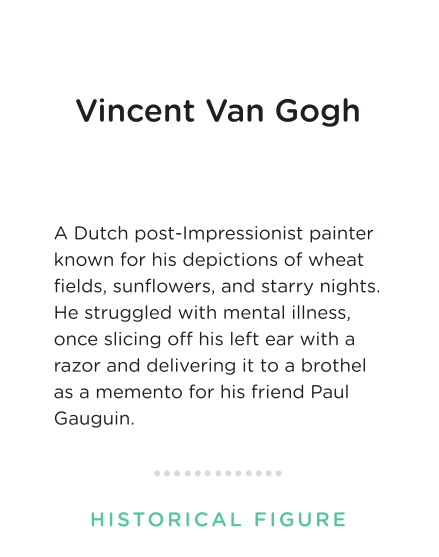 Vincent Van Gogh
A Dutch post-Impressionist painter
known for his depictions of wheat
fields, sunflowers, and starry nights.
He struggled with mental illness,
once slicing off his left ear with a
razor and delivering it to a brothel
as a memento for his friend Paul
Gauguin.
HISTORICAL FIGURE